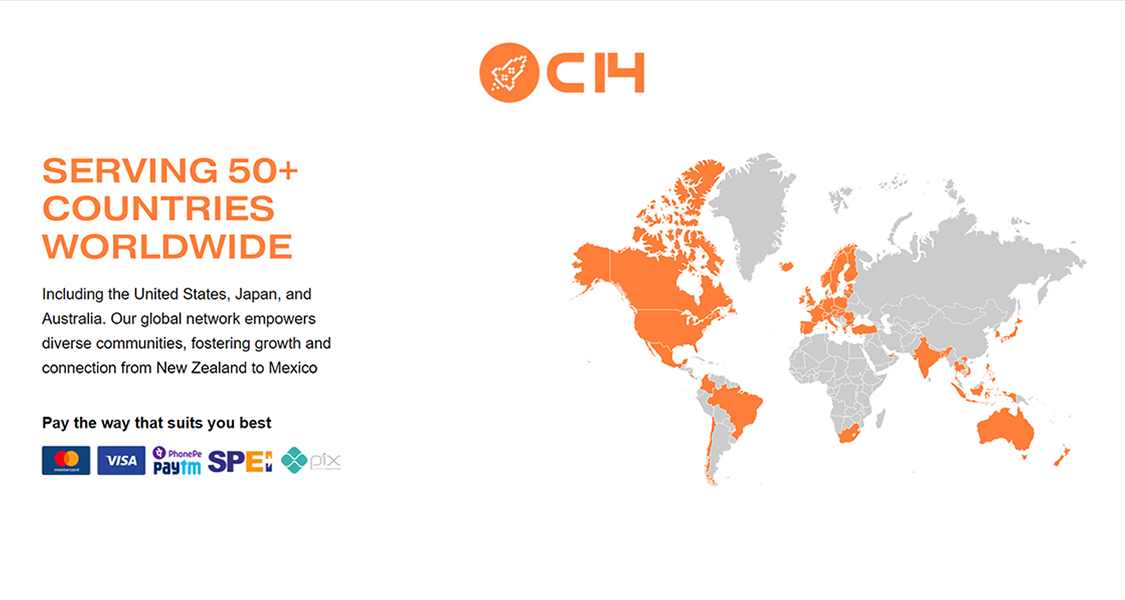 C14
SERVING 50+
COUNTRIES
WORLDWIDE
Including the United States, Japan, and
Australia. Our global network empowers
diverse communities, fostering growth and
connection from New Zealand to Mexico
Pay the way that suits you best
mastercard
VISA
PhonePe
paytm
SPEI
pix